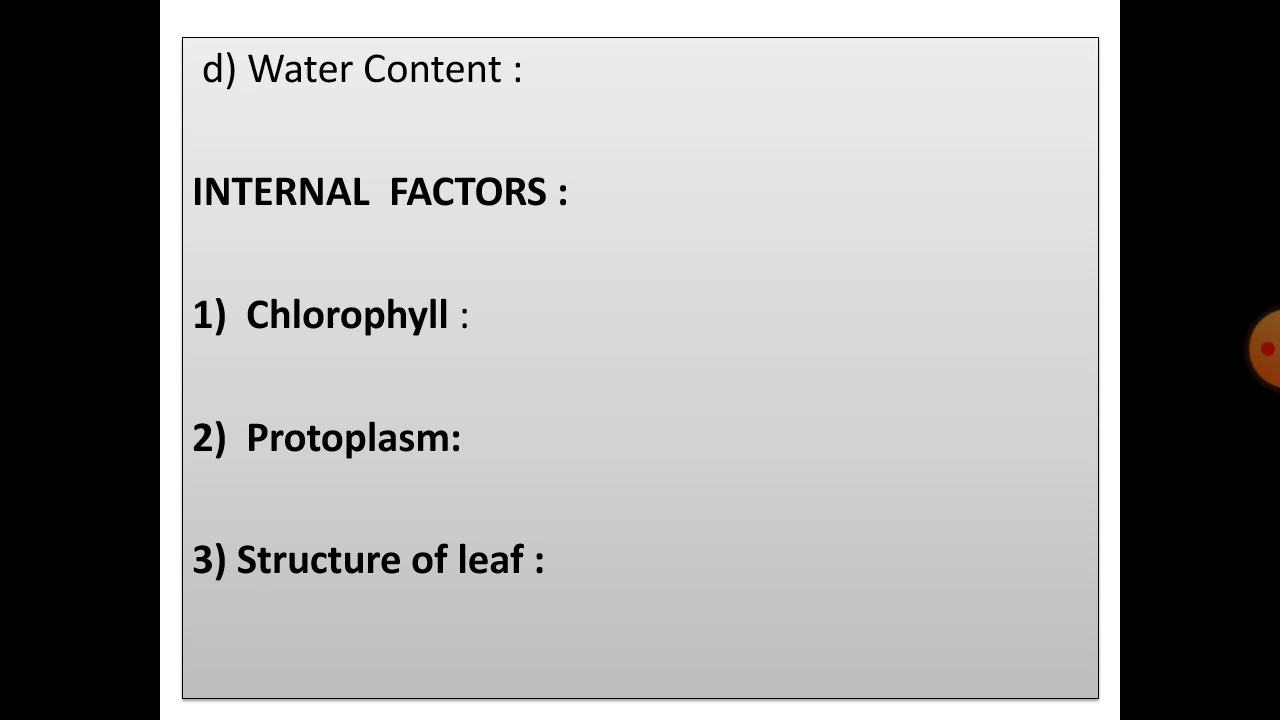 d) Water Content :
INTERNAL  FACTORS :
1)  Chlorophyll :
2)  Protoplasm:
3) Structure of leaf :